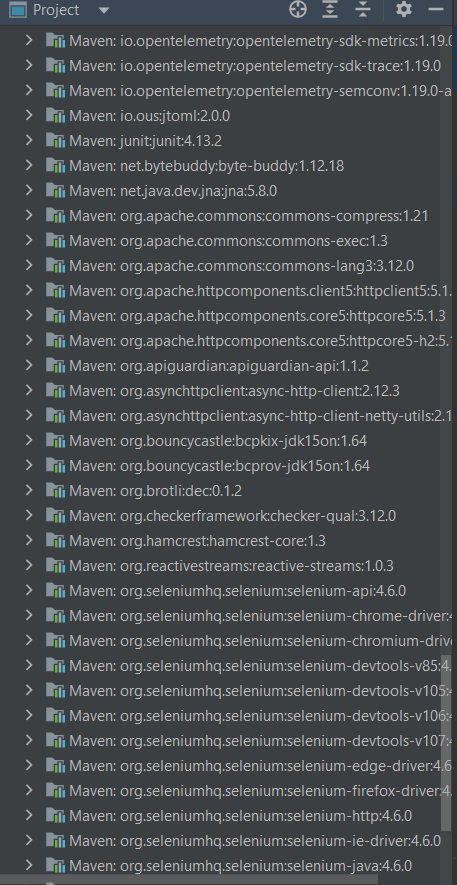 Project
Maven: io.opentelemetry:opentelemetry-sdk-metrics:1.19.0
Maven: io.opentelemetry:opentelemetry-sdk-trace:1.19.0
Maven: io.opentelemetry:opentelemetry-semconv:1.19.0-a
Maven: io.ous:jtoml:2.0.0
Maven: junit:junit:4.13.2
Maven: net.bytebuddy:byte-buddy:1.12.18
Maven: net.java.dev.jna:jna:5.8.0
Maven: org.apache.commons:commons-compress:1.21
Maven: org.apache.commons:commons-exec:1.3
Maven: org.apache.commons:commons-lang3:3.12.0
Maven: org.apache.httpcomponents.client5:httpclient5:5.1.
Maven: org.apache.httpcomponents.core5:httpcore5:5.1.3
Maven: org.apache.httpcomponents.core5:httpcore5-h2:5.1
Maven: org.apiguardian:apiguardian-api:1.1.2
Maven: org.asynchttpclient:async-http-client:2.12.3
Maven: org.asynchttpclient:async-http-client-netty-utils:2.1
Maven: org.bouncycastle:bcpkix-jdk15on:1.64
Maven: org.bouncycastle:bcprov-jdk15on:1.64
Maven: org.brotli:dec:0.1.2
Maven: org.checkerframework:checker-qual:3.12.0
Maven: org.hamcrest:hamcrest-core:1.3
Maven: org.reactivestreams:reactive-streams:1.0.3
Maven: org.seleniumhq.selenium:selenium-api:4.6.0
Maven: org.seleniumhq.selenium:selenium-chrome-driver:4
Maven: org.seleniumhq.selenium:selenium-chromium-drive
Maven: org.seleniumhq.selenium:selenium-devtools-v85:4.
Maven: org.seleniumhq.selenium:selenium-devtools-v105:4
Maven: org.seleniumhq.selenium:selenium-devtools-v106:4
Maven: org.seleniumhq.selenium:selenium-devtools-v107:4
Maven: org.seleniumhq.selenium:selenium-edge-driver:4.6
Maven: org.seleniumhq.selenium:selenium-firefox-driver:4.
Maven: org.seleniumhq.selenium:selenium-http:4.6.0
Maven: org.seleniumhq.selenium:selenium-ie-driver:4.6.0
Maven: org.seleniumhq.selenium:selenium-java:4.6.0